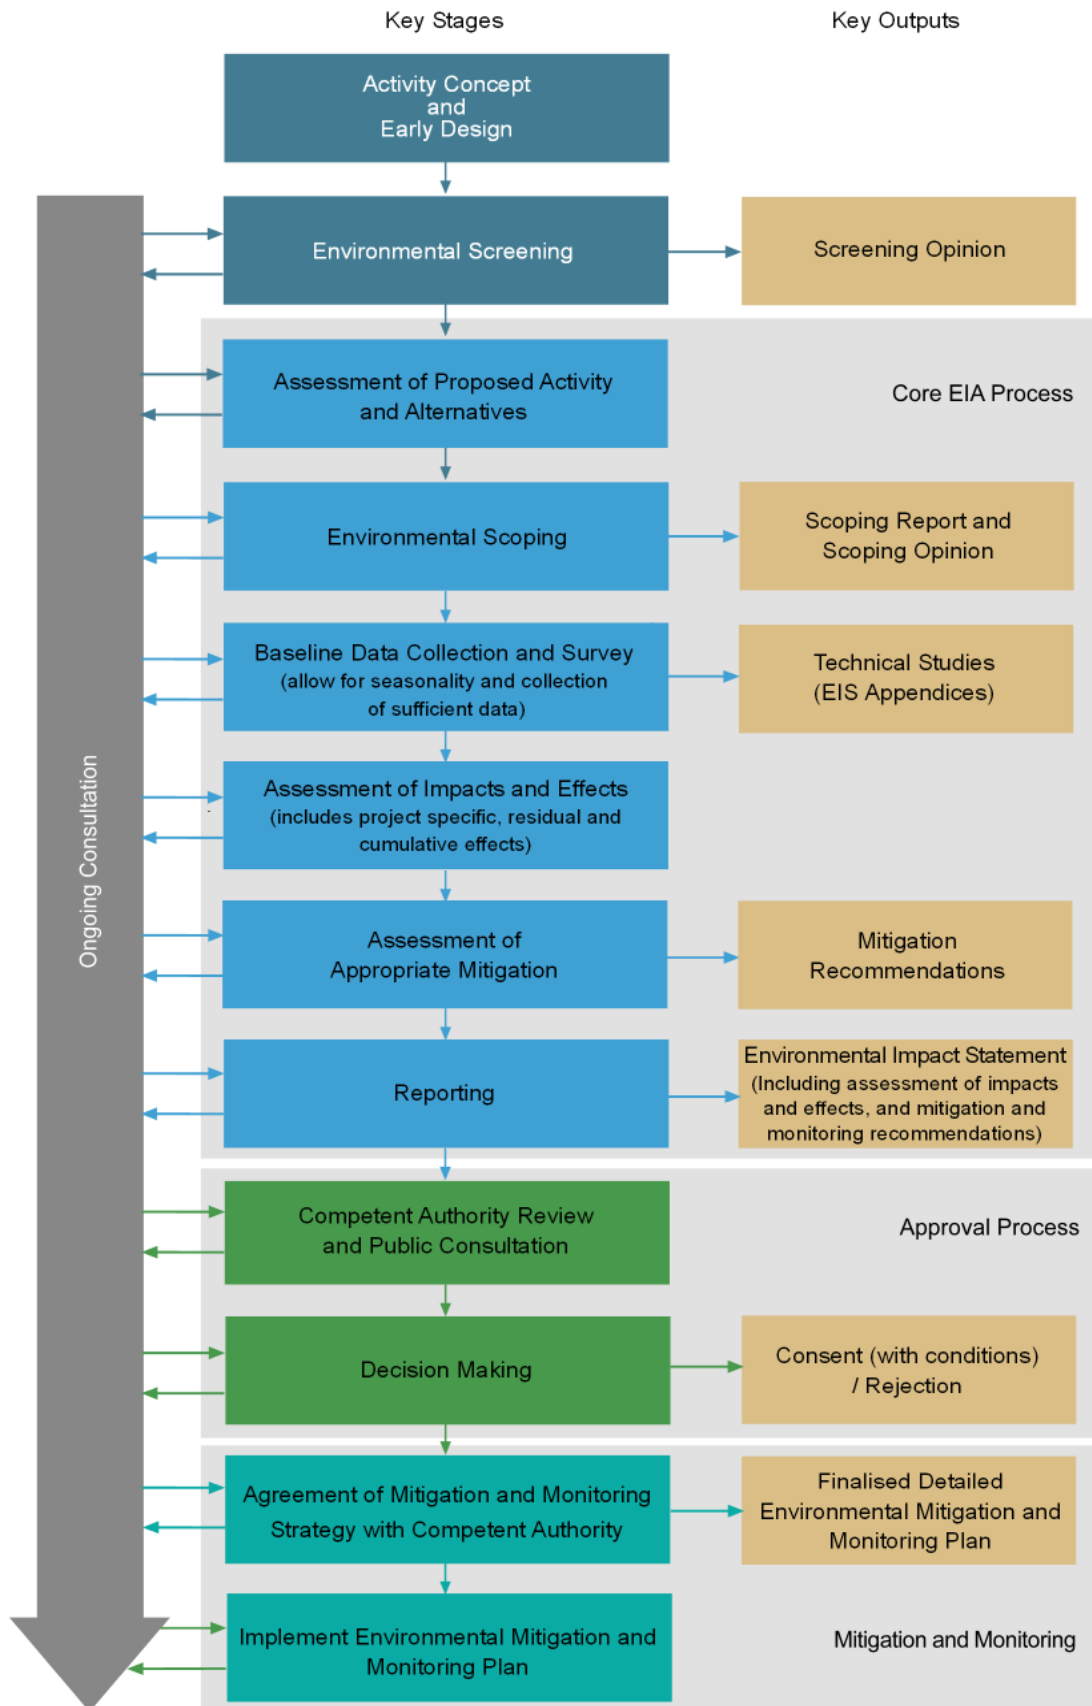 Key Stages
Key Outputs
Activity Concept
and
Early Design
Environmental Screening
Screening Opinion
Assessment of Proposed Activity
and Alternatives
Core EIA Process
Environmental Scoping
Scoping Report and
Scoping Opinion
Baseline Data Collection and Survey
(allow for seasonality and collection
of sufficient data)
Technical Studies
(EIS Appendices)
Ongoing Consultation
Assessment of Impacts and Effects
(includes project specific, residual and
cumulative effects)
Assessment of
Appropriate Mitigation
Mitigation
Recommendations
Reporting
Environmental Impact Statement
(Including assessment of impacts
and effects, and mitigation and
monitoring recommendations)
Competent Authority Review
and Public Consultation
Approval Process
Decision Making
Consent (with conditions)
/ Rejection
Agreement of Mitigation and Monitoring
Strategy with Competent Authority
Finalised Detailed
Environmental Mitigation and
Monitoring Plan
Implement Environmental Mitigation and
Monitoring Plan
Mitigation and Monitoring